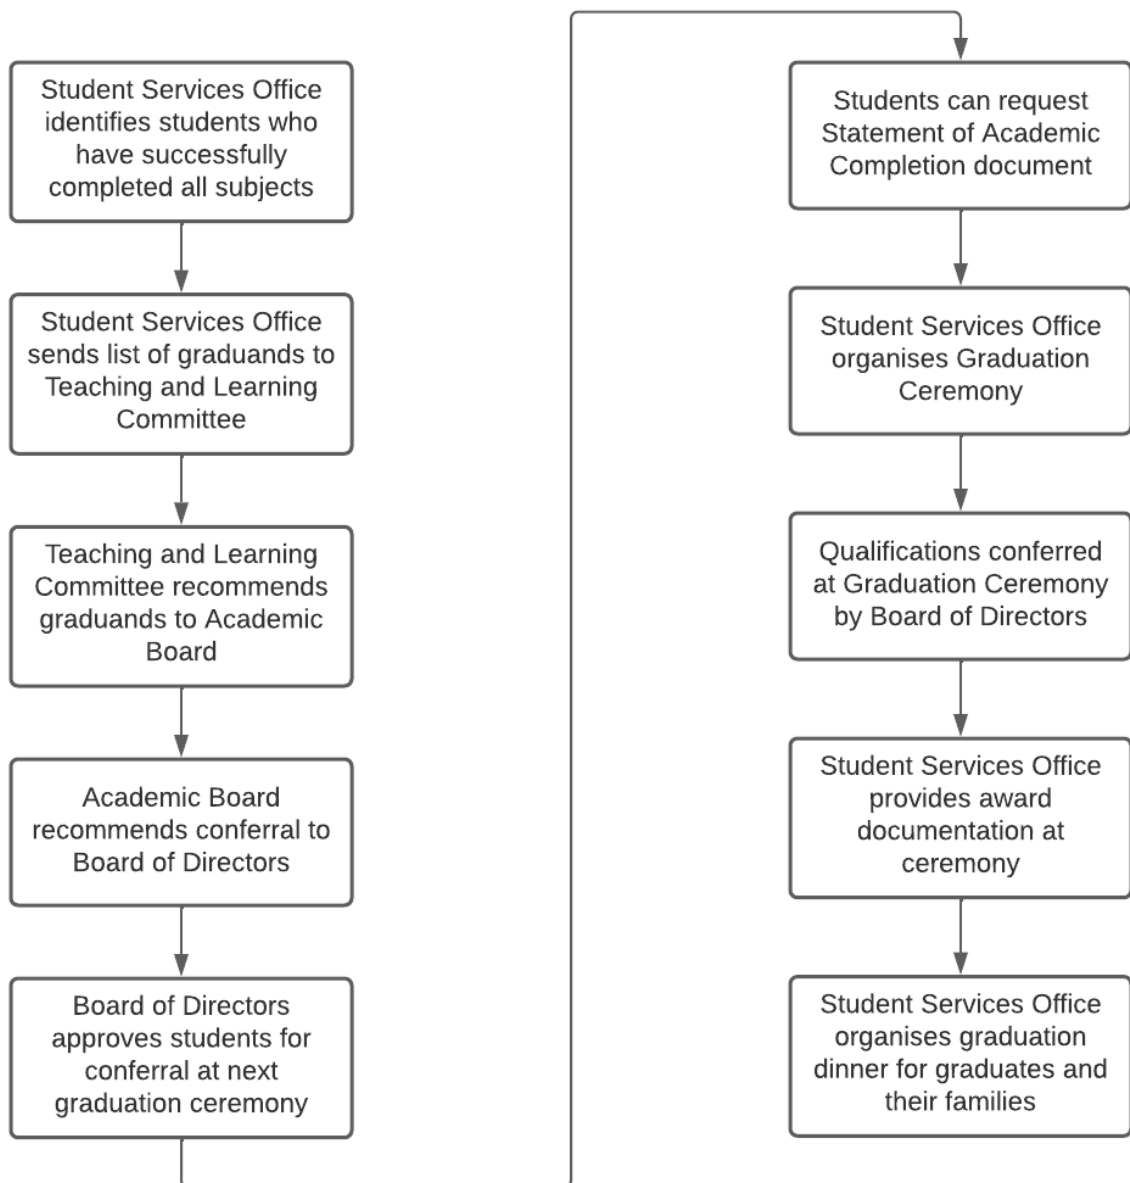 Student Services Office
identifies students who
have successfully
completed all subjects
Student Services Office
sends list of graduands to
Teaching and Learning
Committee
Teaching and Learning
Committee recommends
graduands to Academic
Board
Academic Board
recommends conferral to
Board of Directors
Board of Directors
approves students for
conferral at next
graduation ceremony
Students can request
Statement of Academic
Completion document
Student Services Office
organises Graduation
Ceremony
Qualifications conferred
at Graduation Ceremony
by Board of Directors
Student Services Office
provides award
documentation at
ceremony
Student Services Office
organises graduation
dinner for graduates and
their families